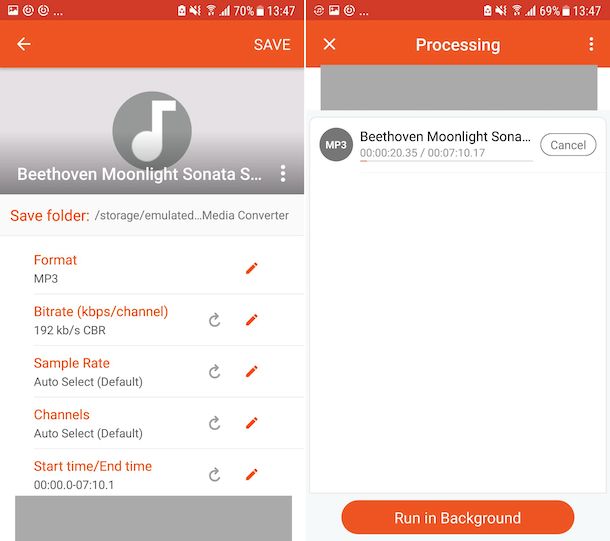 ... 70% 13:47
SAVE
Beethoven Moonlight Sonata S...
Save folder: /storage/emulated...Media Converter
Format
MP3
Bitrate (kbps/channel)
192 kb/s CBR
Sample Rate
Auto Select (Default)
Channels
Auto Select (Default)
Start time/End time
00:00.0-07:10.1
... 69% 13:47
Processing
MP3
Beethoven Moonlight Sona...
00:00:20.35 / 00:07:10.17
Cancel
Run in Background